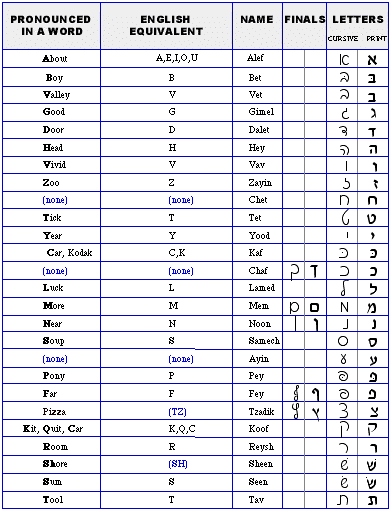 PRONOUNCED IN A WORD ENGLISH EQUIVALENT NAME FINALS LETTERS
CURSIVE PRINT
About A,E,I,O,U Alef א א
Boy B Bet בּ בּ
Valley V Vet ב ב
Good G Gimel ג ג
Door D Dalet ד ד
Head H Hey ה ה
Vivid V Vav ו ו
Zoo Z Zayin ז ז
(none) (none) Chet ח ח
Tick T Tet ט ט
Year Y Yood י י
Car, Kodak C,K Kaf כּ כּ
(none) (none) Chaf ך ך כ כ
Luck L Lamed ל ל
More M Mem ם ם מ מ
Near N Noon ן ן נ נ
Soup S Samech ס ס
(none) (none) Ayin ע ע
Pony P Pey פּ פּ
Far F Fey ף ף פ פ
Pizza (TZ) Tzadik ץ ץ צ צ
Kit, Quit, Car K,Q,C Koof ק ק
Room R Reysh ר ר
Shore (SH) Sheen שׁ שׁ
Sum S Seen שׂ שׂ
Tool T Tav ת ת